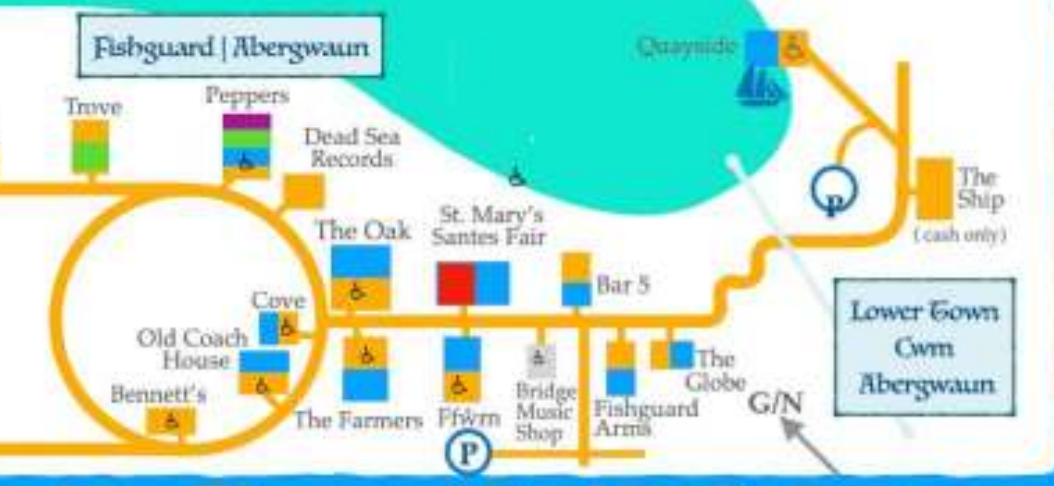 Fishguard | Abergwaun
Quayside
Trove
Peppers
Dead Sea
Records
P
The
Ship
(cash only)
The Oak
St. Mary's
Santes Fair
Bar 5
Cove
Old Coach
House
Bennett's
The Farmers
Ffŵrn
Bridge
Music
Shop
Fishguard
Arms
The
Globe
G/N
Lower Town
Cwm
Abergwaun
P